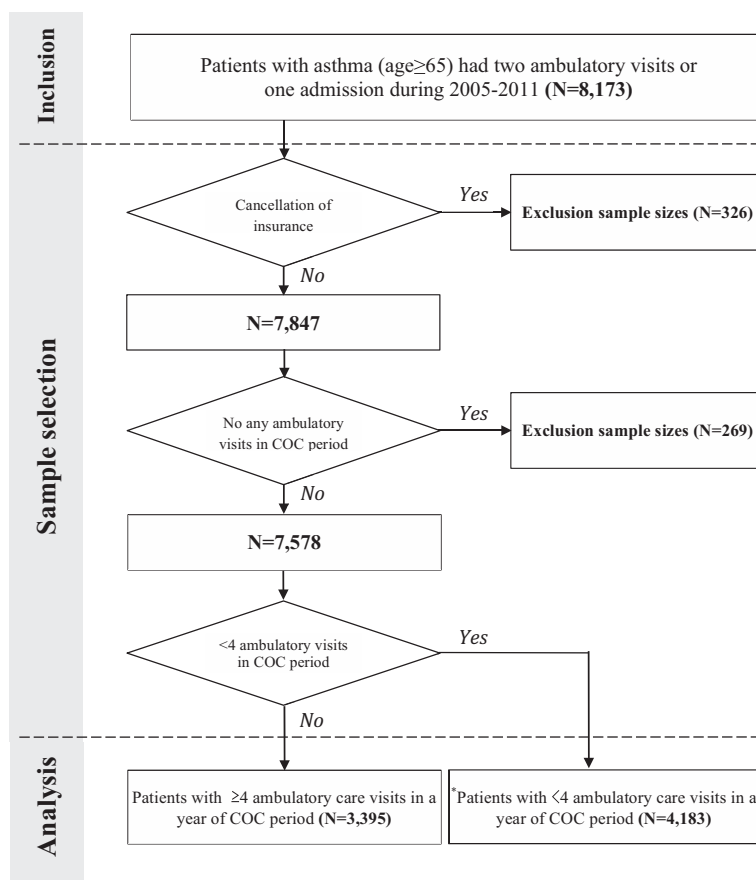 Inclusion
Patients with asthma (age≥65) had two ambulatory visits or
one admission during 2005-2011 (N=8,173)
Sample selection
Cancellation of
insurance
Yes
Exclusion sample sizes (N=326)
No
N=7,847
No any ambulatory
visits in COC period
Yes
Exclusion sample sizes (N=269)
No
N=7,578
<4 ambulatory visits
in COC period
Yes
No
Analysis
Patients with ≥4 ambulatory care visits in a
year of COC period (N=3,395)
*Patients with <4 ambulatory care visits in a
year of COC period (N=4,183)